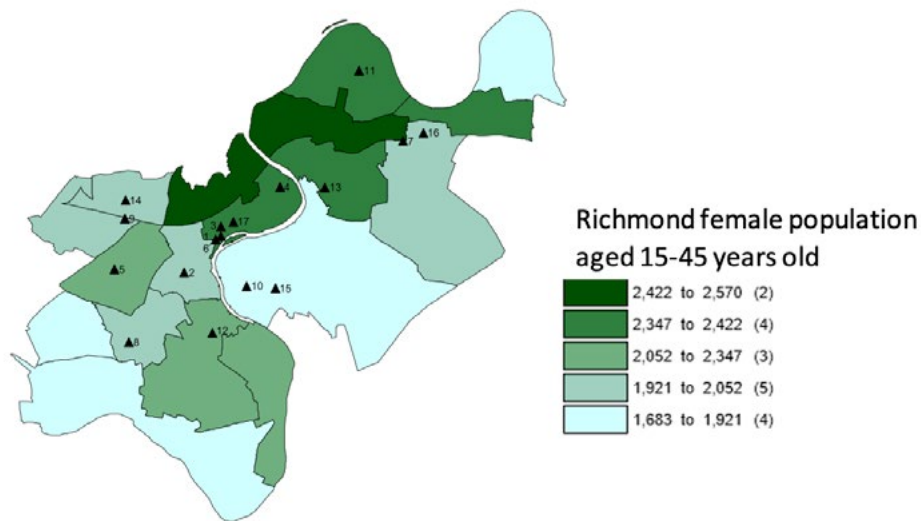 11
16
7
4
13
14
9
3
17
1
6
5
2
10
15
12
8
Richmond female population
aged 15-45 years old
2,422 to 2,570 (2)
2,347 to 2,422 (4)
2,052 to 2,347 (3)
1,921 to 2,052 (5)
1,683 to 1,921 (4)